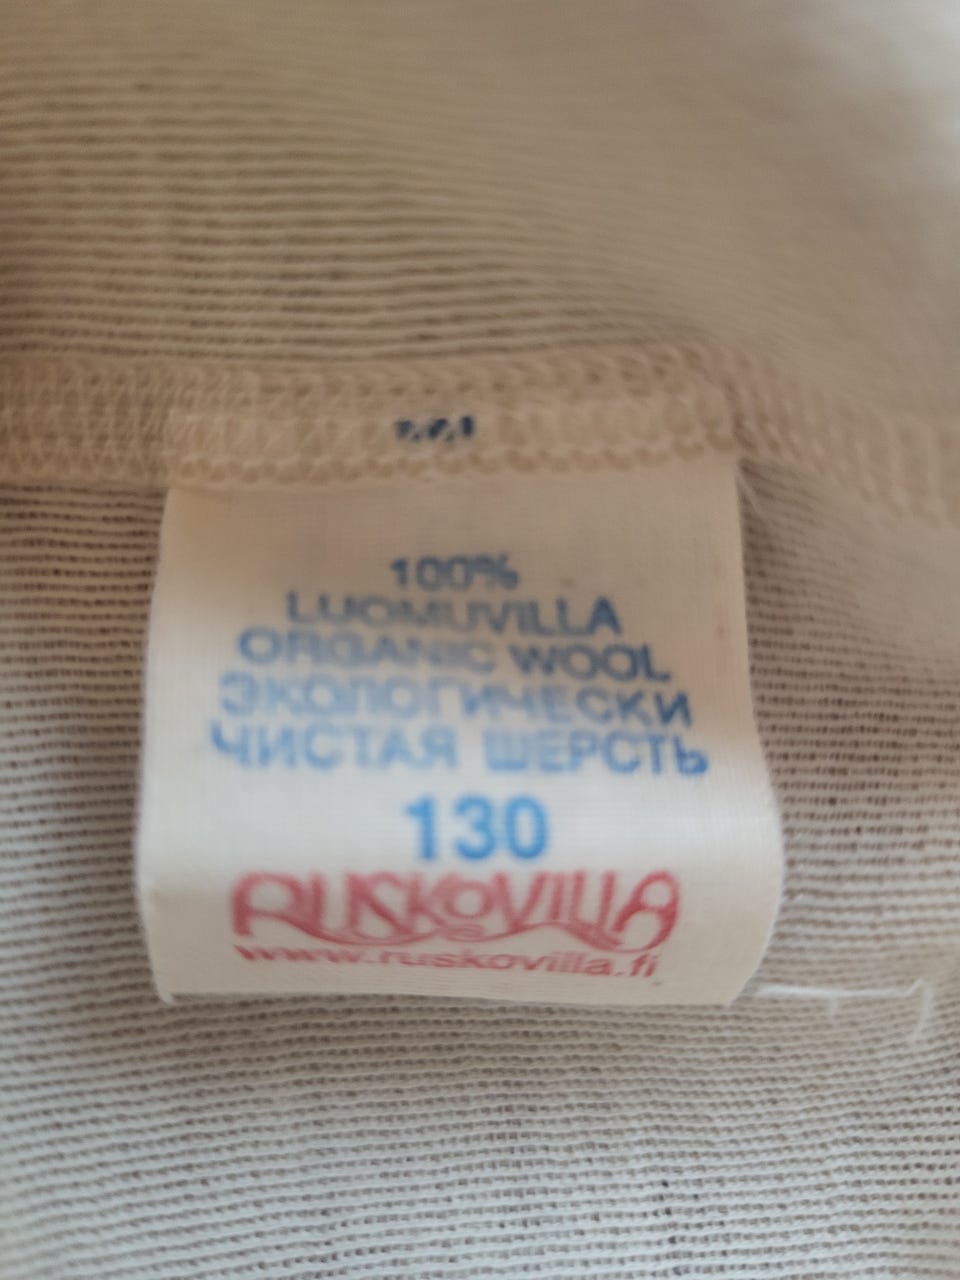 100%
LUOMUVILLA
ORGANIC WOOL
ЭКОЛОГИЧЕСКИ
ЧИСТАЯ ШЕРСТЬ
130
RUSKOVILLA
www.ruskovilla.fi